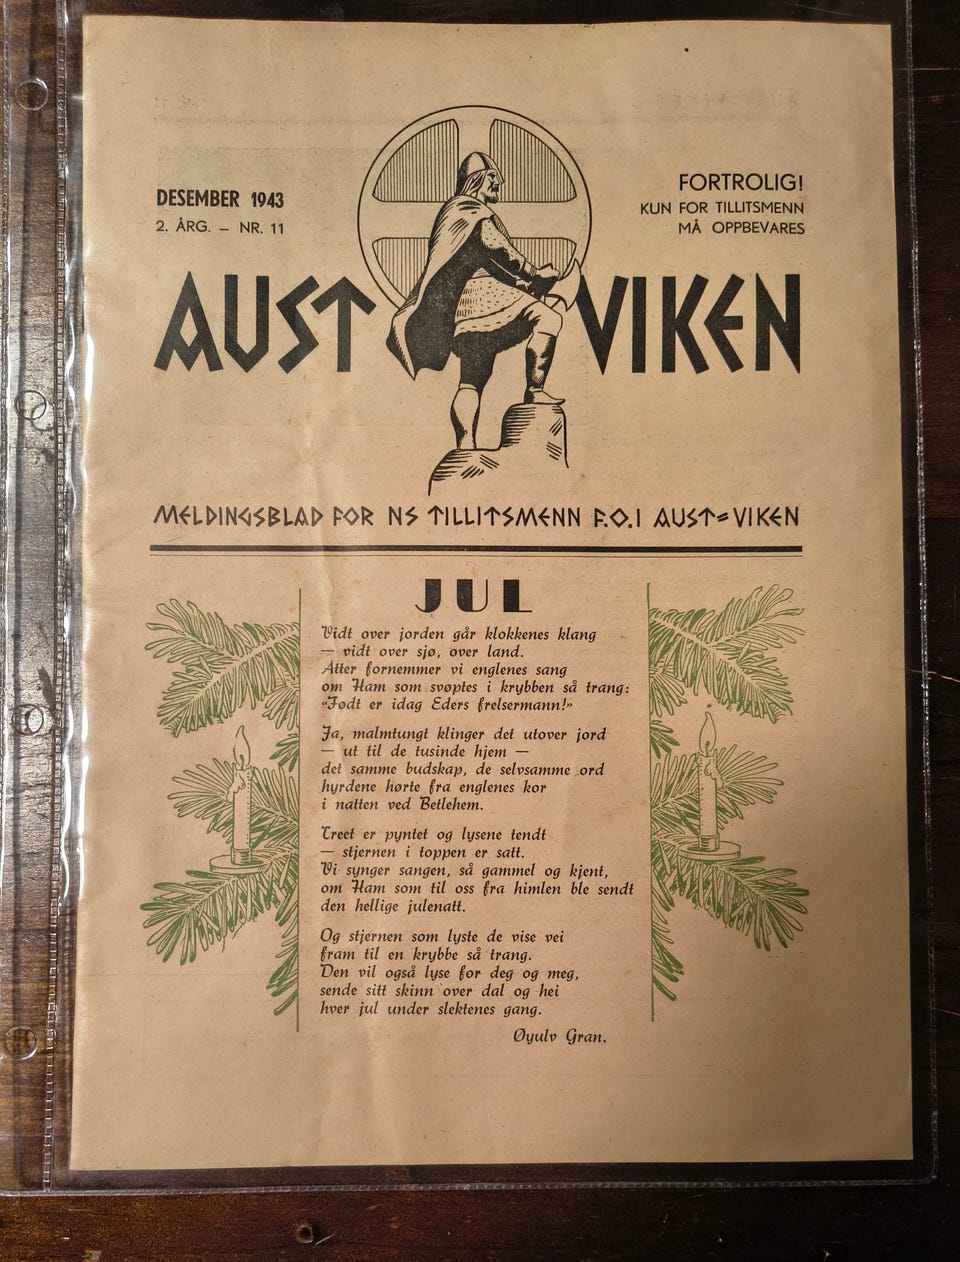 DESEMBER 1943
2. ÅRG. – NR. 11
FORTROLIG!
KUN FOR TILLITSMENN
MÅ OPPBEVARES
AUST VIKEN
MELDINGSBLAD FOR NS TILLITSMENN F.O.I AUST=VIKEN
JUL
Vidt over jorden går klokkenes klang
— vidt over sjø, over land.
Atter fornemmer vi englenes sang
om Ham som svøptes i krybben så trang:
«Født er idag Eders frelsermann!»
Ja, malmtungt klinger det utover jord
— ut til de tusinde hjem —
det samme budskap, de selvsamme ord
hyrdene hørte fra englenes kor
i natten ved Betlehem.
Treet er pyntet og lysene tendt
— stjernen i toppen er satt.
Vi synger sangen, så gammel og kjent,
om Ham som til oss fra himlen ble sendt
den hellige julenatt.
Og stjernen som lyste de vise vei
fram til en krybbe så trang.
Den vil også lyse for deg og meg,
sende sitt skinn over dal og hei
hver jul under slektenes gang.
Øyulv Gran.